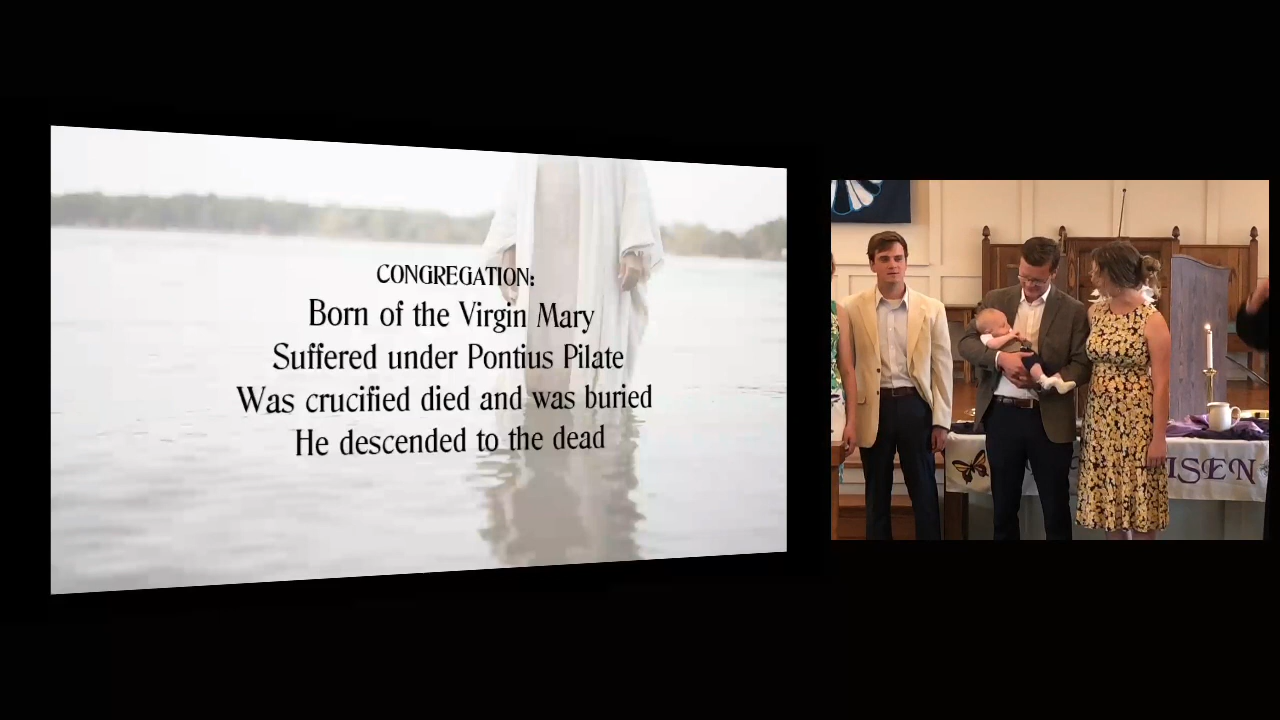 CONGREGATION:
Born of the Virgin Mary
Suffered under Pontius Pilate
Was crucified died and was buried
He descended to the dead
ISEN